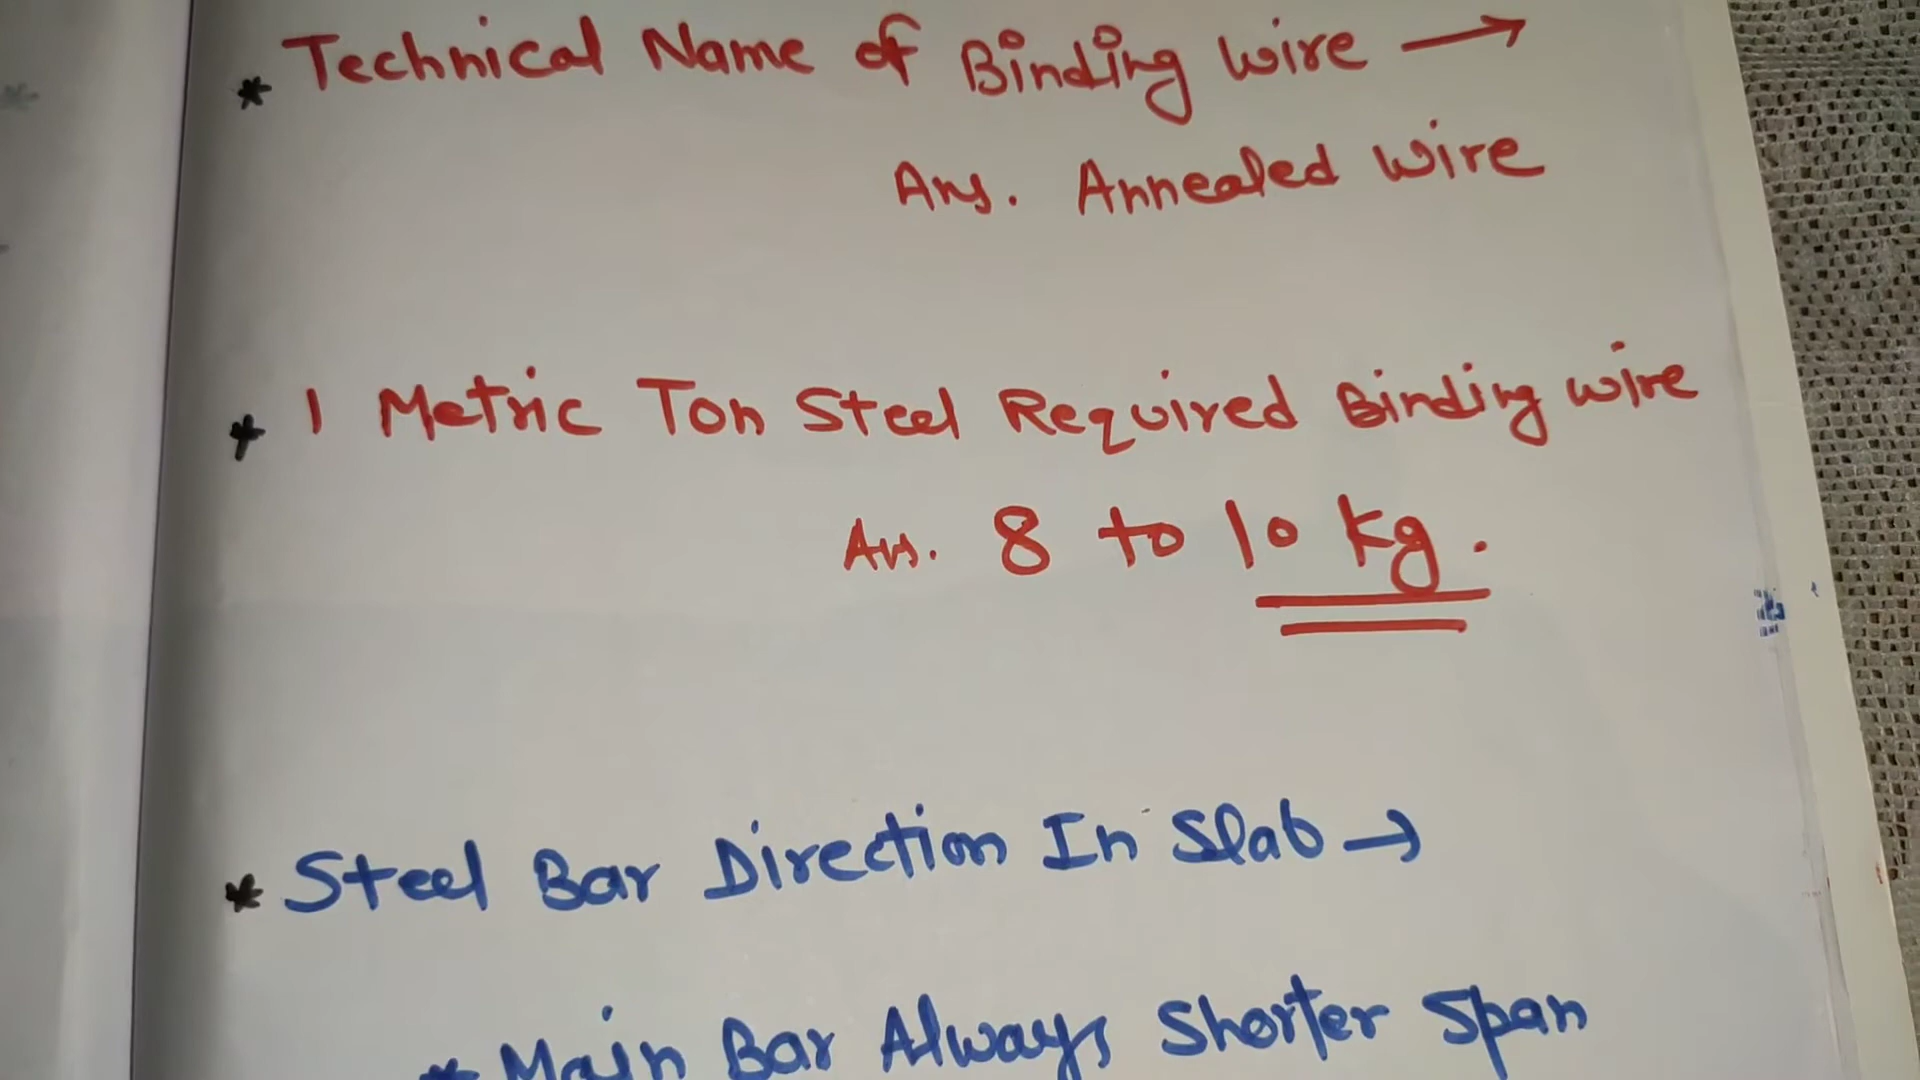 * Technical Name of Binding wire →
Ans. Annealed wire
* 1 Metric Ton Steel Required Binding wire
Ans. 8 to 10 kg.
* Steel Bar Direction In Slab →
* Main Bar Always Shorter Span